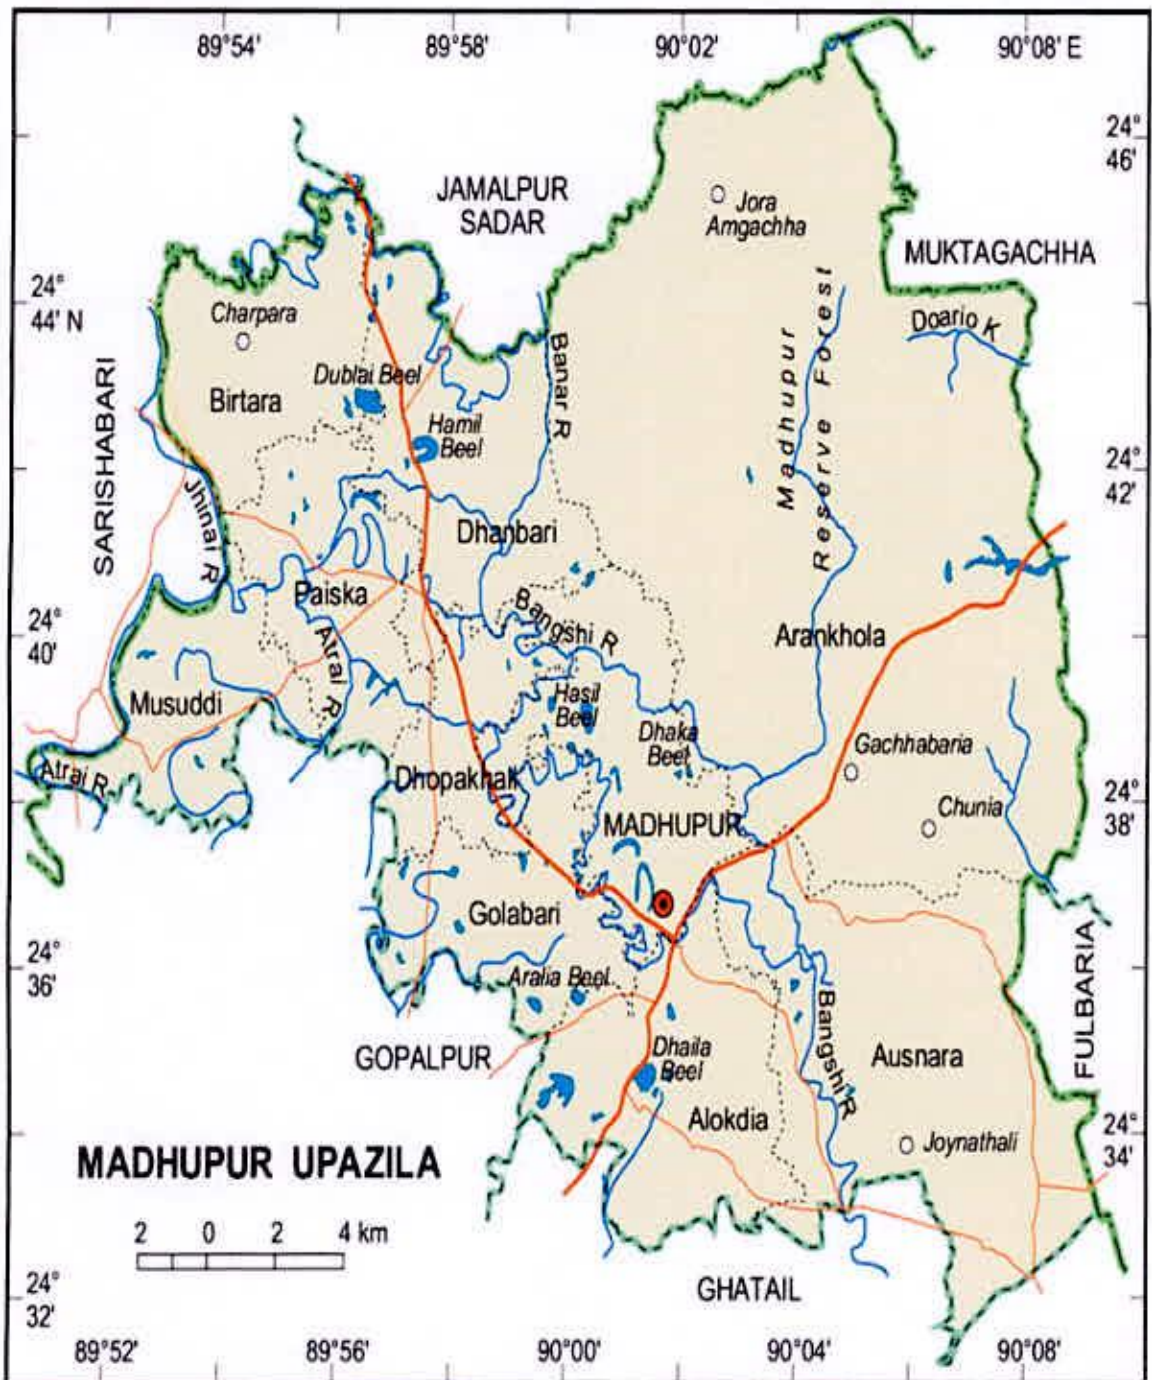 89°54'
89°58'
90°02'
90°08' E
24°
46'
JAMALPUR
SADAR
Jora
Amgachha
MUKTAGACHHA
24°
44' N
Charpara
Doario K
Banar R
Madhupur
Reserve Forest
SARISHABARI
Dublai Beel
Birtara
Hamil
Beel
24°
42'
Jhinai R
Dhanbari
Paiska
Bangshi R
24°
40'
Atrai R
Arankhola
Musuddi
Hasil
Beel
Dhaka
Beel
Gachhabaria
Atrai R
Dhopakhali
24°
38'
Chunia
MADHUPUR
Golabari
24°
36'
Aralia Beel
FULBARIA
Bangshi R
GOPALPUR
Dhaila
Beel
Ausnara
Alokdia
24°
34'
Joynathali
MADHUPUR UPAZILA
2 0 2 4 km
GHATAIL
24°
32'
89°52'
89°56'
90°00'
90°04'
90°08'